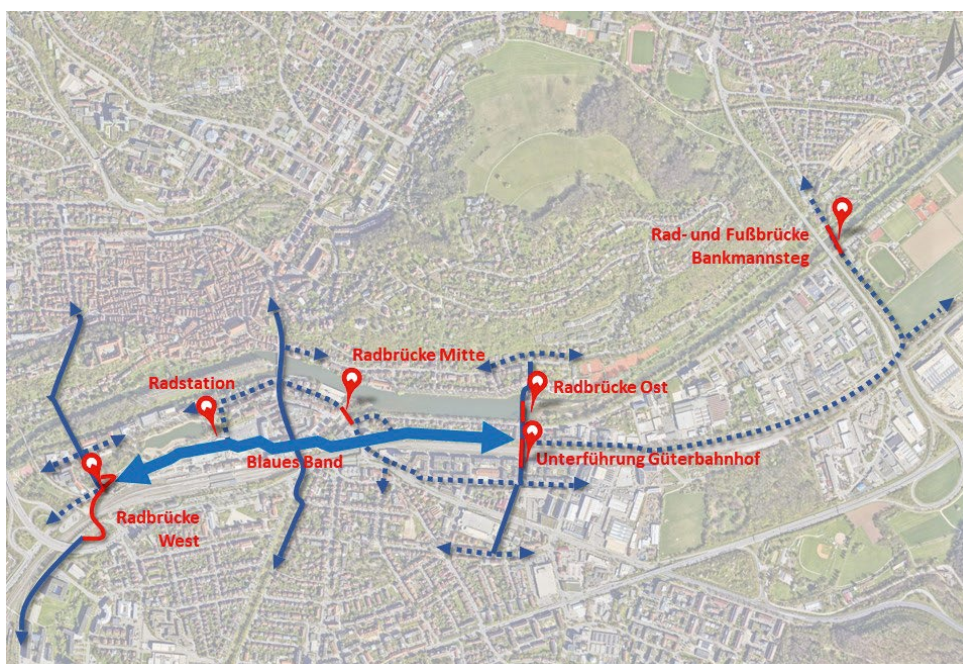 Rad- und Fußbrücke
Bankmannsteg
Radbrücke Mitte
Radstation
Radbrücke Ost
Blaues Band
Unterführung Güterbahnhof
Radbrücke
West